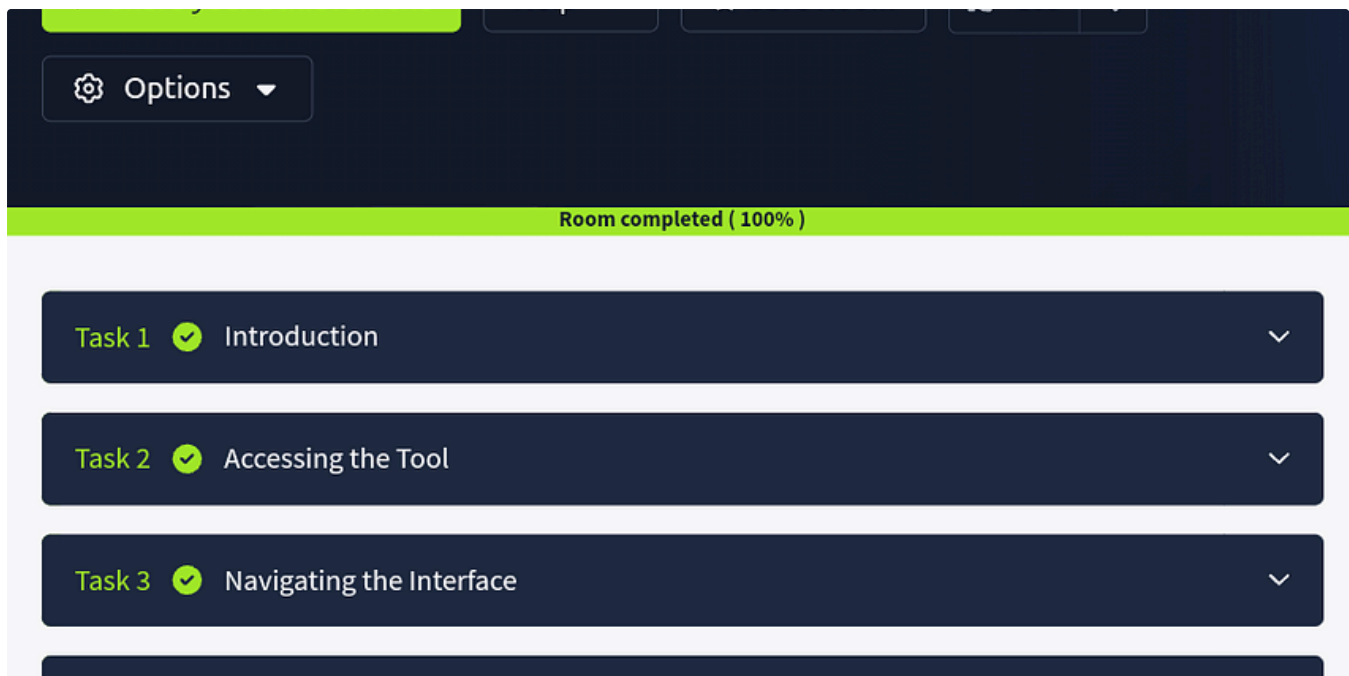 Options
Room completed ( 100% )
Task 1 Introduction
Task 2 Accessing the Tool
Task 3 Navigating the Interface